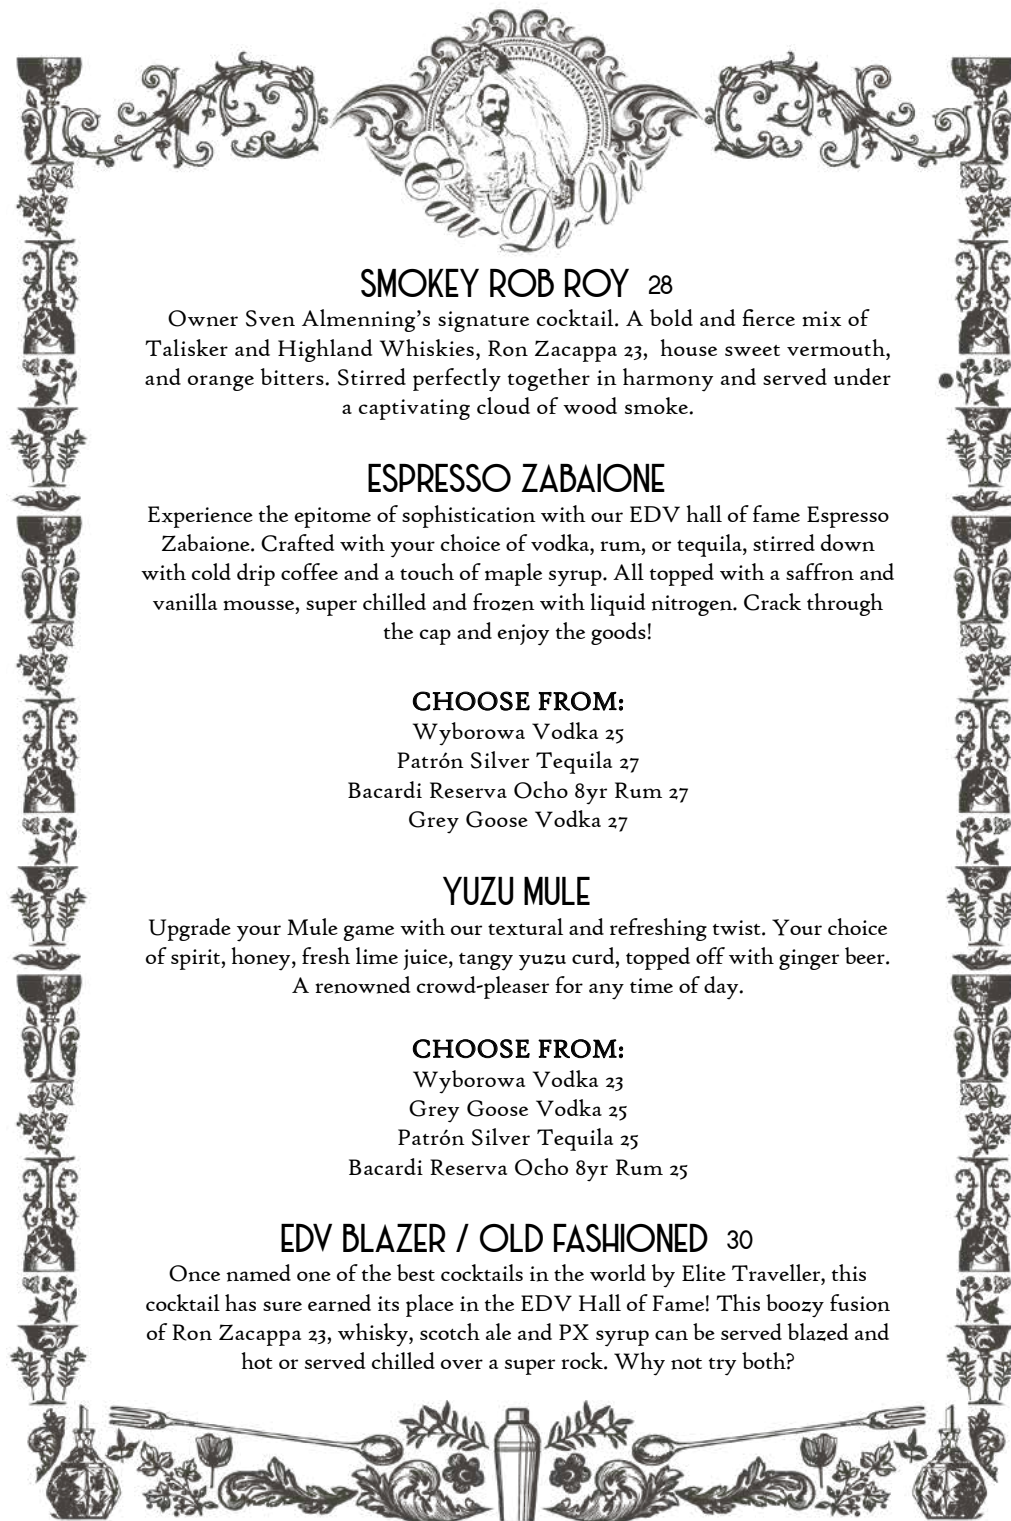 Eau-De-Vie
SMOKEY ROB ROY 28
Owner Sven Almenning's signature cocktail. A bold and fierce mix of
Talisker and Highland Whiskies, Ron Zacappa 23, house sweet vermouth,
and orange bitters. Stirred perfectly together in harmony and served under
a captivating cloud of wood smoke.
ESPRESSO ZABAIONE
Experience the epitome of sophistication with our EDV hall of fame Espresso
Zabaione. Crafted with your choice of vodka, rum, or tequila, stirred down
with cold drip coffee and a touch of maple syrup. All topped with a saffron and
vanilla mousse, super chilled and frozen with liquid nitrogen. Crack through
the cap and enjoy the goods!
CHOOSE FROM:
Wyborowa Vodka 25
Patrón Silver Tequila 27
Bacardi Reserva Ocho 8yr Rum 27
Grey Goose Vodka 27
YUZU MULE
Upgrade your Mule game with our textural and refreshing twist. Your choice
of spirit, honey, fresh lime juice, tangy yuzu curd, topped off with ginger beer.
A renowned crowd-pleaser for any time of day.
CHOOSE FROM:
Wyborowa Vodka 23
Grey Goose Vodka 25
Patrón Silver Tequila 25
Bacardi Reserva Ocho 8yr Rum 25
EDV BLAZER / OLD FASHIONED 30
Once named one of the best cocktails in the world by Elite Traveller, this
cocktail has sure earned its place in the EDV Hall of Fame! This boozy fusion
of Ron Zacappa 23, whisky, scotch ale and PX syrup can be served blazed and
hot or served chilled over a super rock. Why not try both?